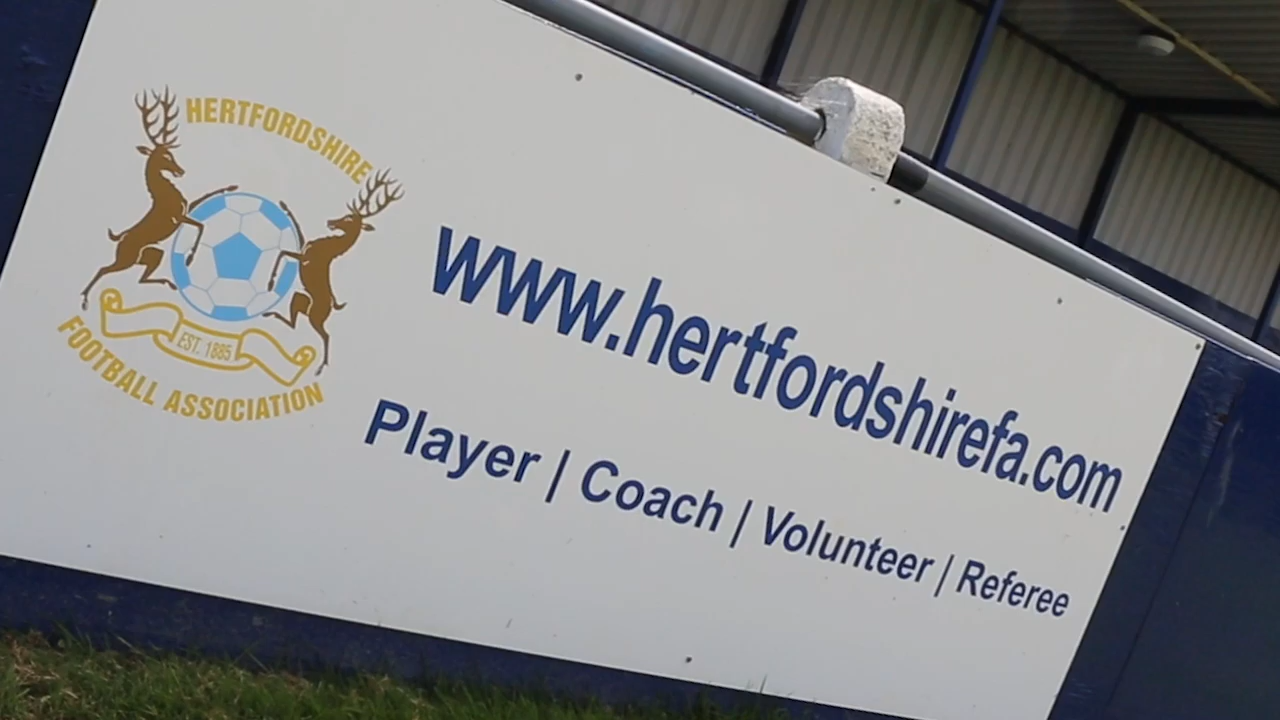 HERTFORDSHIRE
EST. 1885
FOOTBALL ASSOCIATION
www.hertfordshirefa.com
Player | Coach | Volunteer | Referee